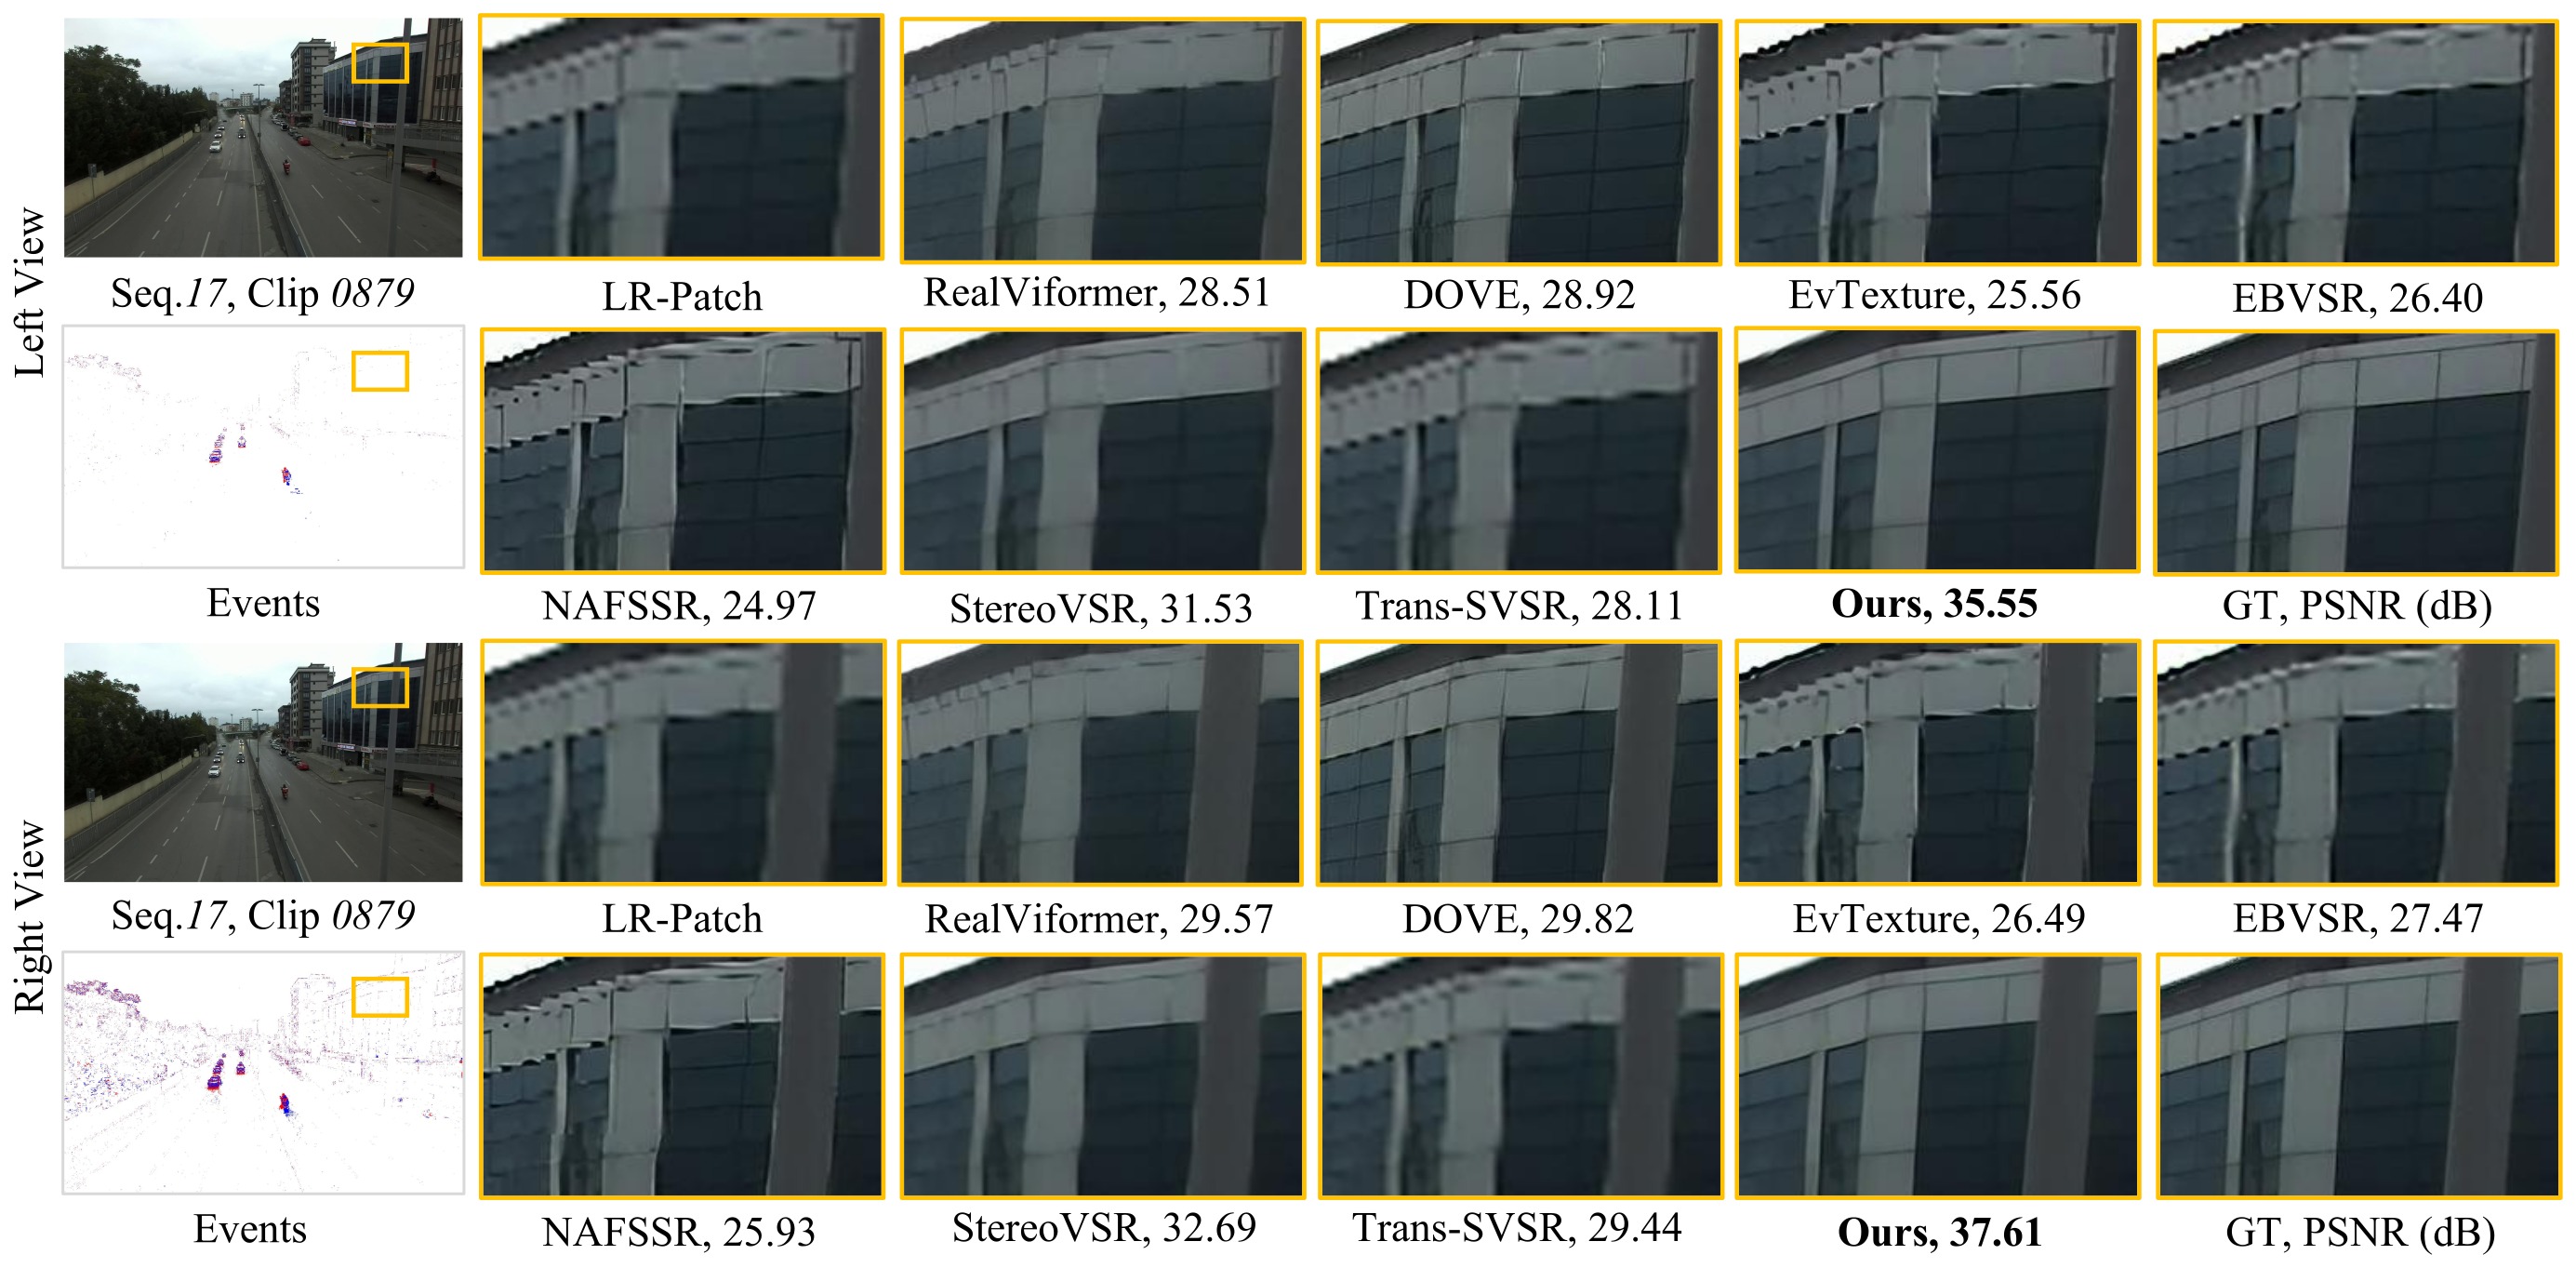 Left View
Seq.17, Clip 0879
LR-Patch
RealViformer, 28.51
DOVE, 28.92
EvTexture, 25.56
EBVSR, 26.40
Events
NAFSSR, 24.97
StereoVSR, 31.53
Trans-SVSR, 28.11
Ours, 35.55
GT, PSNR (dB)
Right View
Seq.17, Clip 0879
LR-Patch
RealViformer, 29.57
DOVE, 29.82
EvTexture, 26.49
EBVSR, 27.47
Events
NAFSSR, 25.93
StereoVSR, 32.69
Trans-SVSR, 29.44
Ours, 37.61
GT, PSNR (dB)